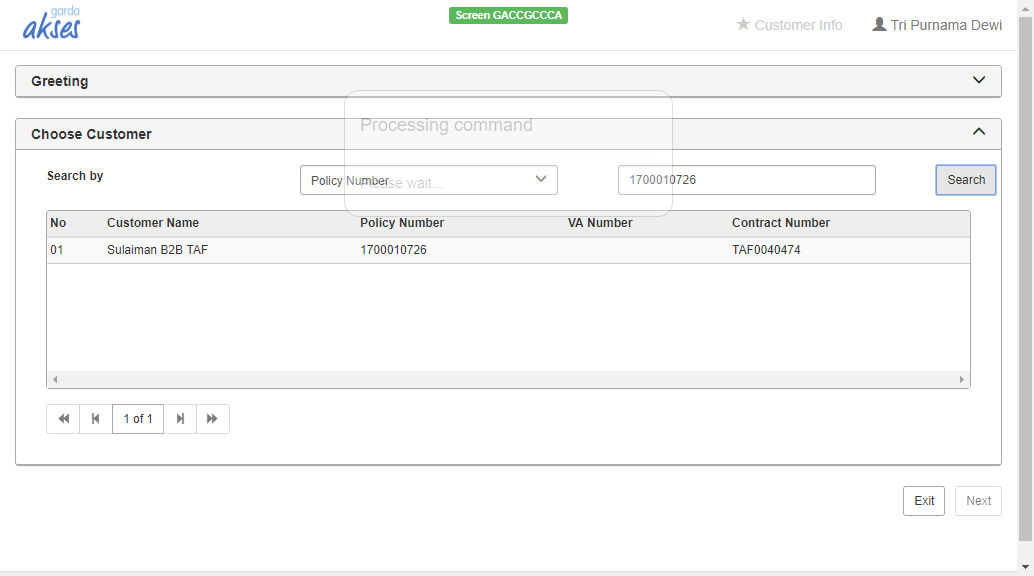 garda
akses
Screen GACCGCCCA
Customer Info
Tri Purnama Dewi
Greeting
Processing command
Choose Customer
Search by
Policy Number
Please wait...
1700010726
Search
No Customer Name Policy Number VA Number Contract Number
01 Sulaiman B2B TAF 1700010726 TAF0040474
1 of 1
Exit
Next